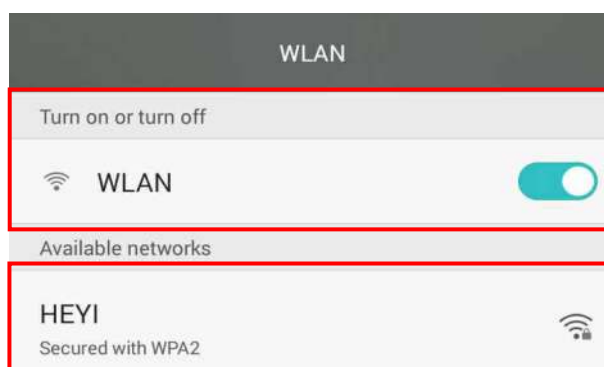 WLAN
Turn on or turn off
WLAN
Available networks
HEYI
Secured with WPA2